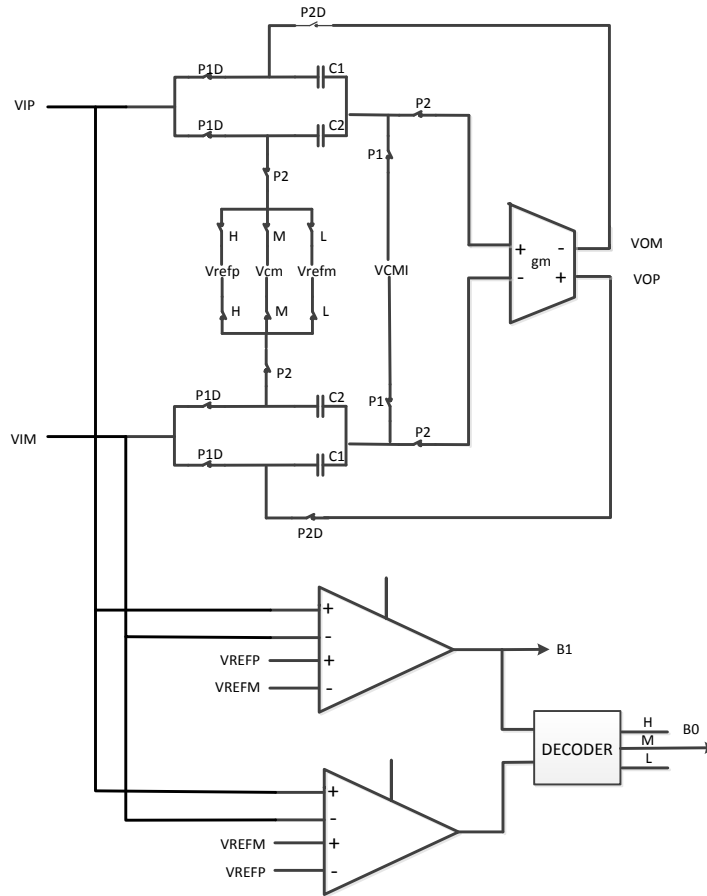 P2D
P1D
C1
VIP
P1D
C2
P2
P1
P2
H
M
L
Vrefp
Vcm
Vrefm
VCMI
+
-
gm
-
+
VOM
VOP
H
M
L
P2
P1D
C2
P1
VIM
P1D
C1
P2
P2D
+
-
VREFP
+
VREFM
-
B1
DECODER
H
M
L
B0
+
-
VREFM
+
VREFP
-